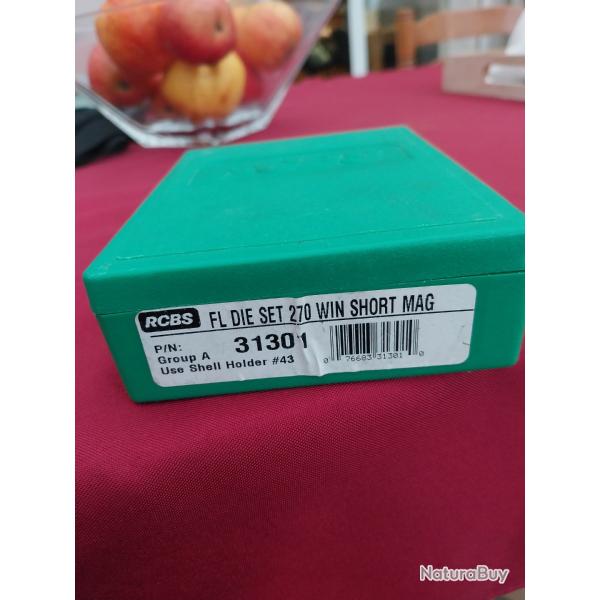 RCBS FL DIE SET 270 WIN SHORT MAG
P/N: 31301
Group A
Use Shell Holder #43
0 76683 31301 0
NaturaBuy